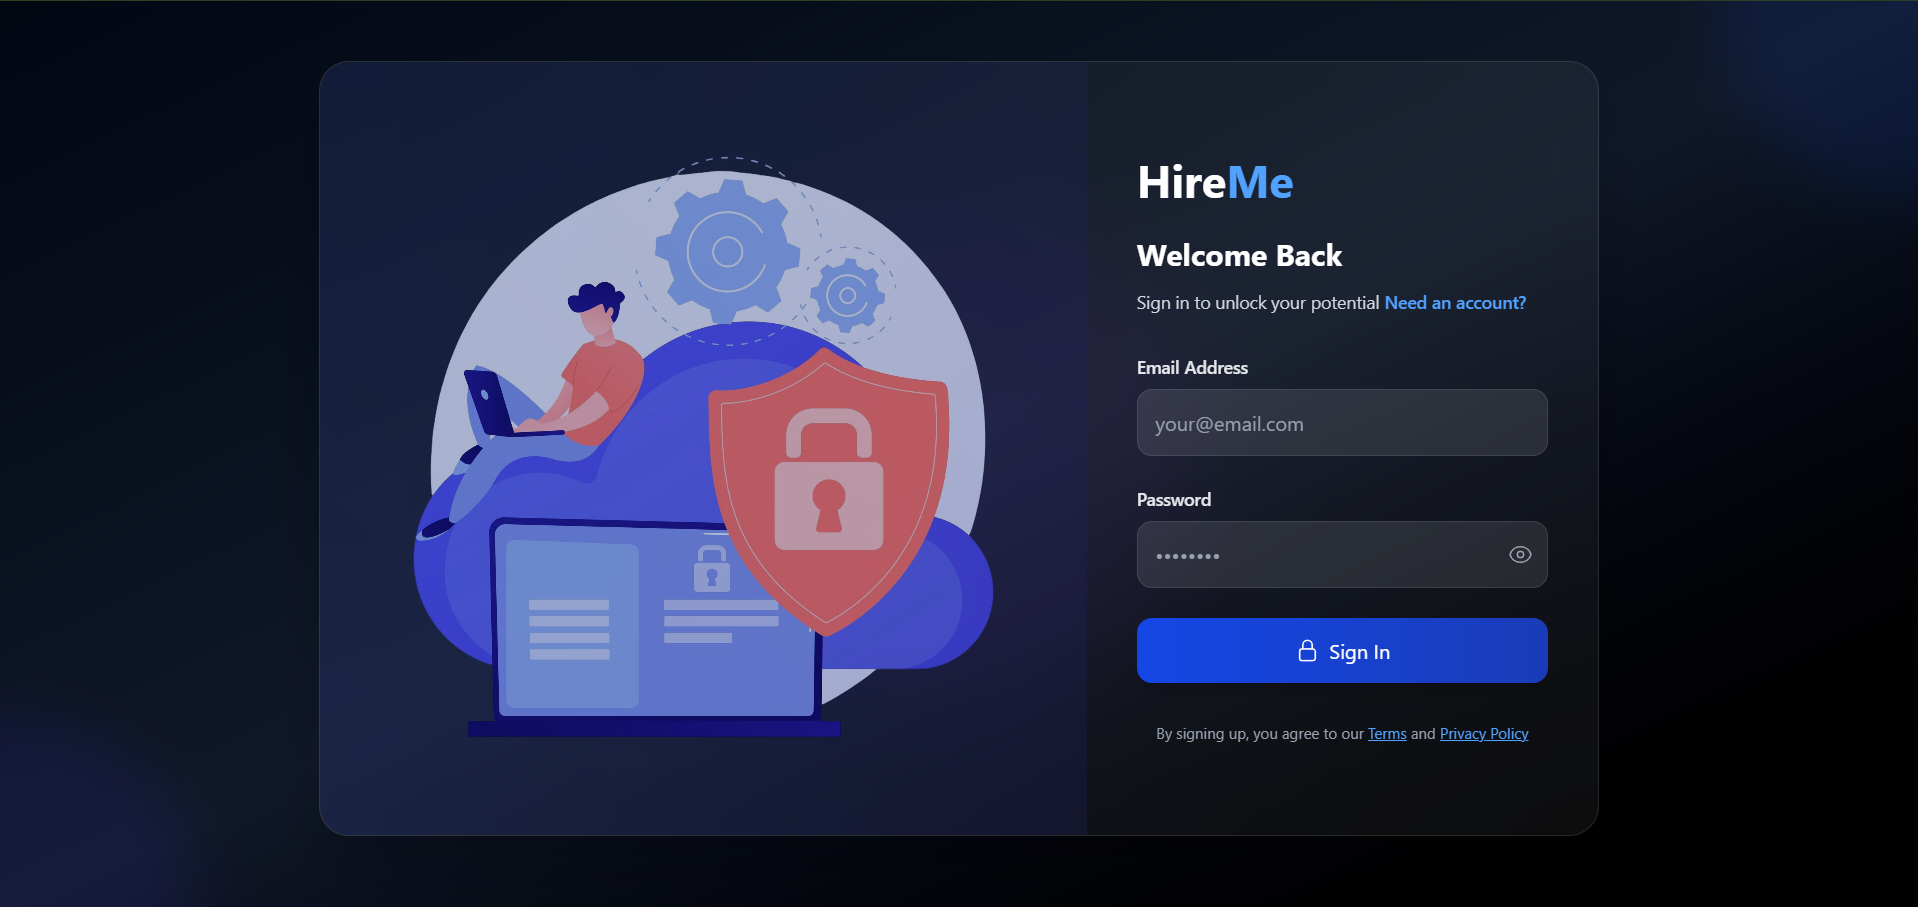 HireMe
Welcome Back
Sign in to unlock your potential Need an account?
Email Address
your@email.com
Password
••••••••
Sign In
By signing up, you agree to our Terms and Privacy Policy